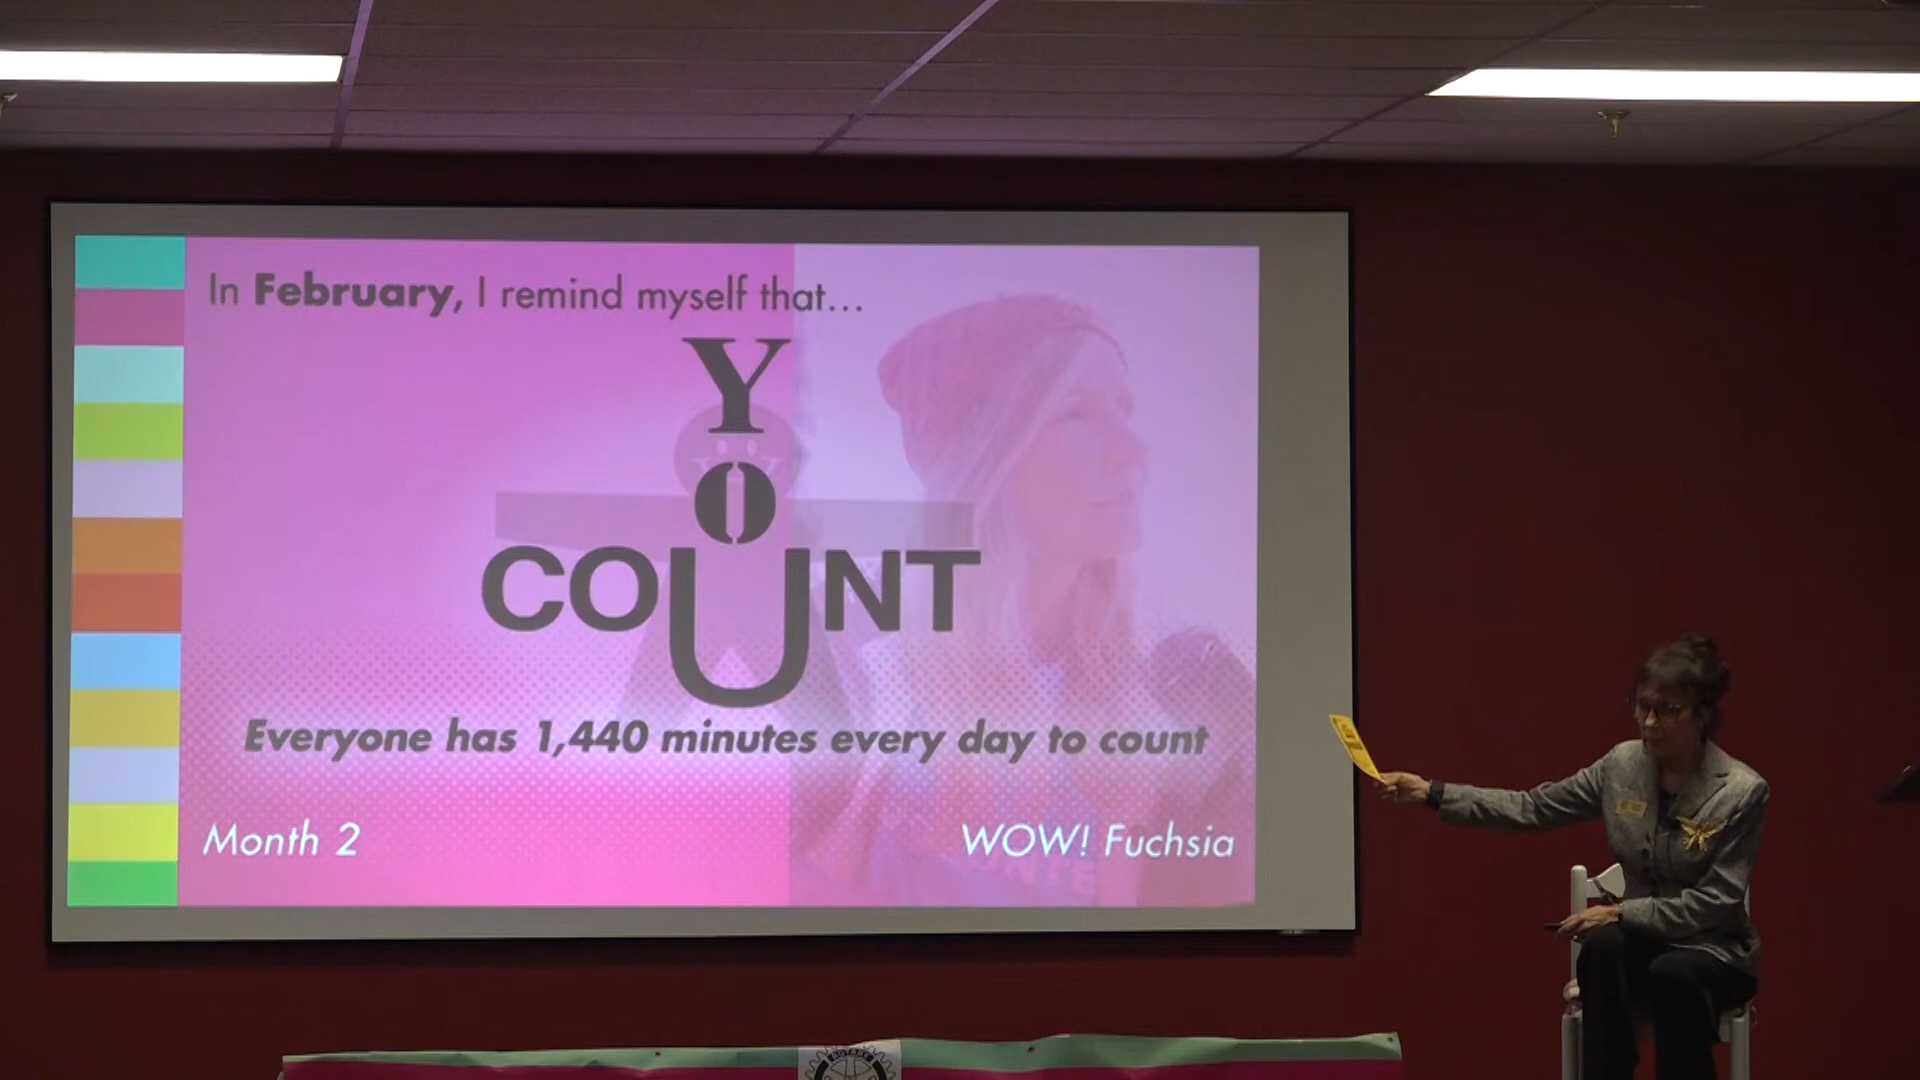 In February, I remind myself that...
YOU
COUNT
Everyone has 1,440 minutes every day to count
Month 2
WOW! Fuchsia
ROTARY